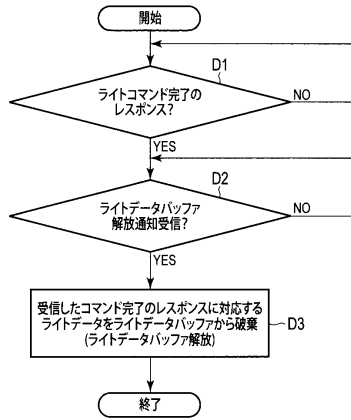 開始
D1
ライトコマンド完了の
レスポンス?
NO
YES
D2
ライトデータバッファ
解放通知受信?
NO
YES
受信したコマンド完了のレスポンスに対応する
ライトデータをライトデータバッファから破棄
(ライトデータバッファ解放)
D3
終了